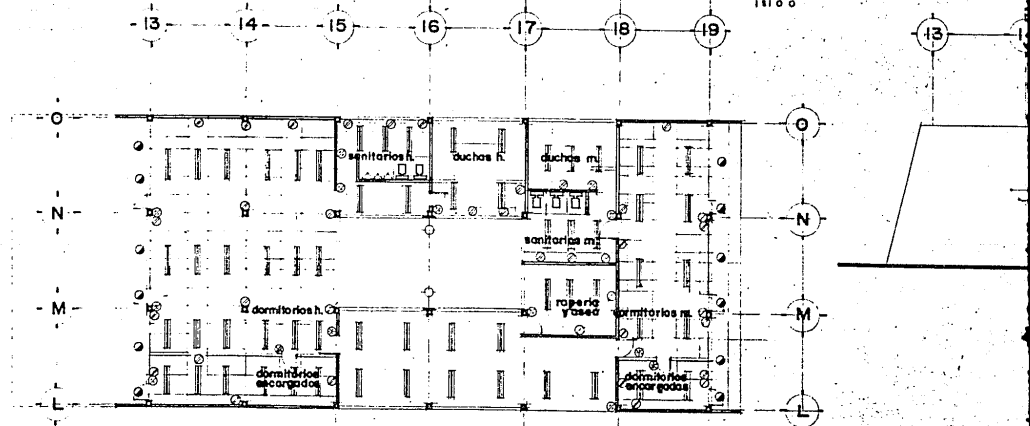 13 14 15 16 17 18 19 13
O O
sanitarios h. duchas h. duchas m.
N N
sanitarios m.
M M
dormitorios h. roperia dormitorios m.
y aseo
dormitorios dormitorios
encargados encargados
L L